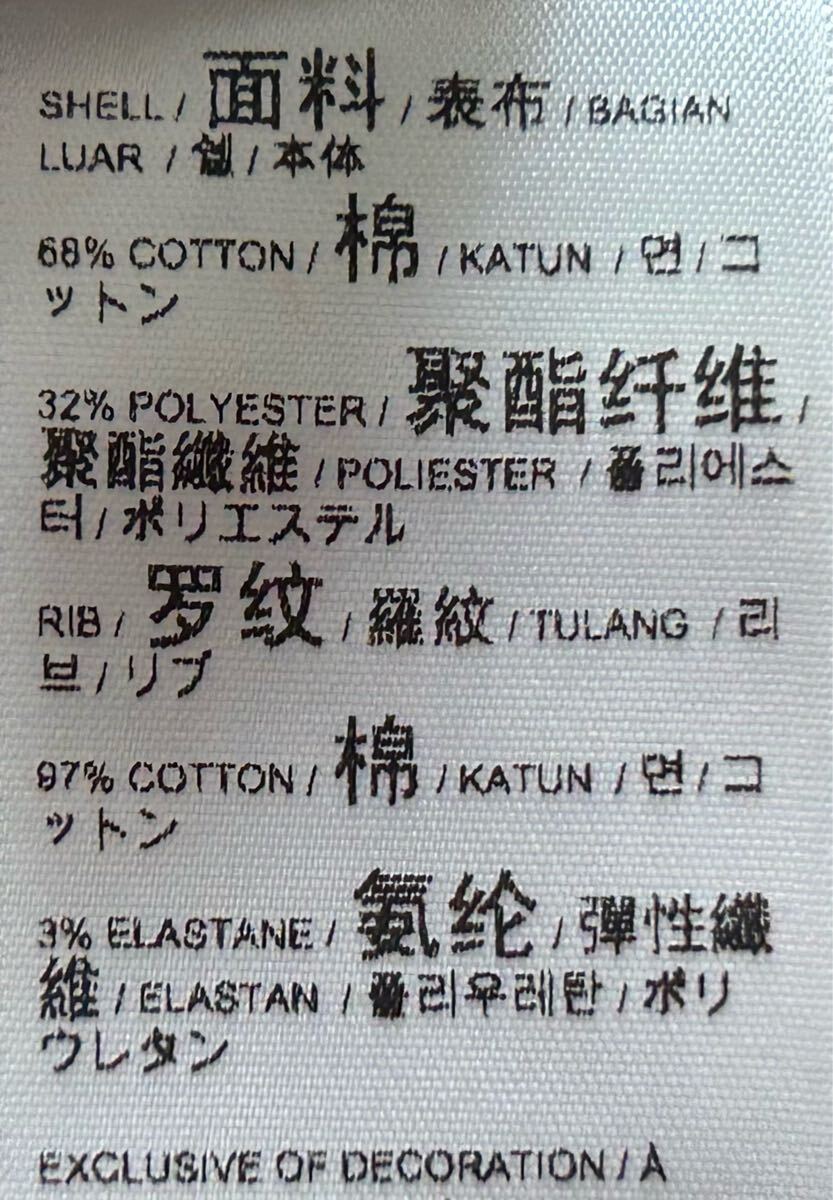 SHELL / 面料 / 表布 / BAGIAN
LUAR / 쉘 / 本体
68% COTTON / 棉 / KATUN / 면 / コ
ットン
32% POLYESTER / 聚酯纤维 /
聚酯纖維 / POLIESTER / 폴리에스
터 / ポリエステル
RIB / 罗纹 / 羅紋 / TULANG / 리
브 / リブ
97% COTTON / 棉 / KATUN / 면 / コ
ットン
3% ELASTANE / 氨纶 / 彈性纖
維 / ELASTAN / 폴리우레탄 / ポリ
ウレタン
EXCLUSIVE OF DECORATION / A